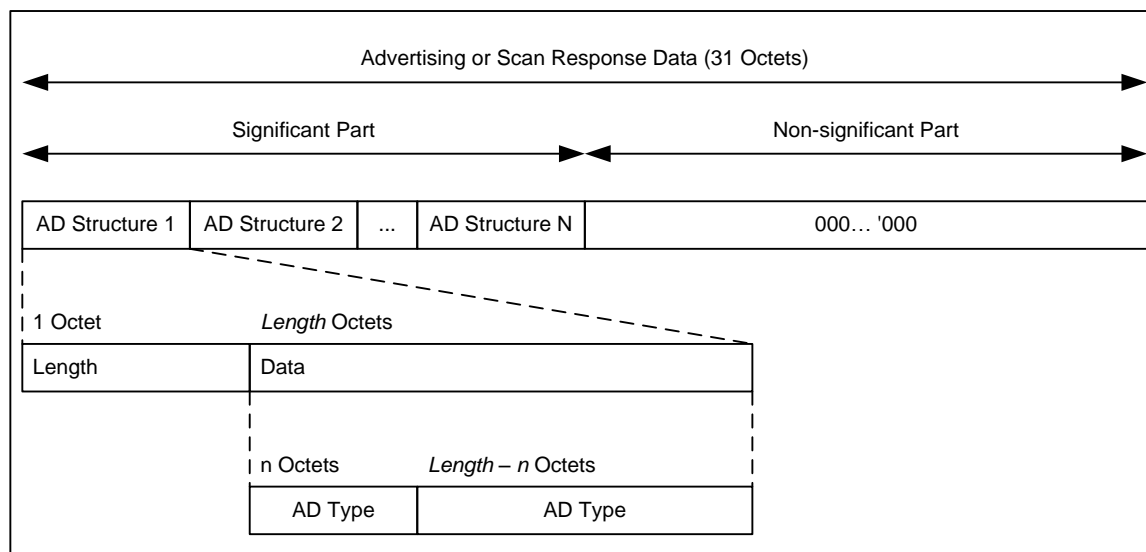 Advertising or Scan Response Data (31 Octets)
Significant Part Non-significant Part
AD Structure 1 AD Structure 2 ... AD Structure N 000… '000
1 Octet Length Octets
Length Data
n Octets Length – n Octets
AD Type AD Type